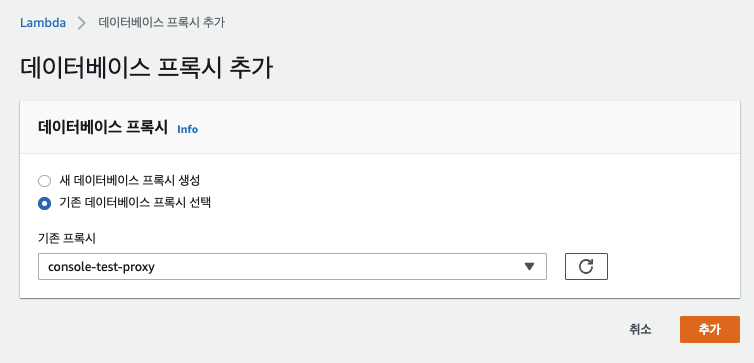 Lambda > 데이터베이스 프록시 추가
데이터베이스 프록시 추가
데이터베이스 프록시 Info
새 데이터베이스 프록시 생성
기존 데이터베이스 프록시 선택
기존 프록시
console-test-proxy
취소 추가